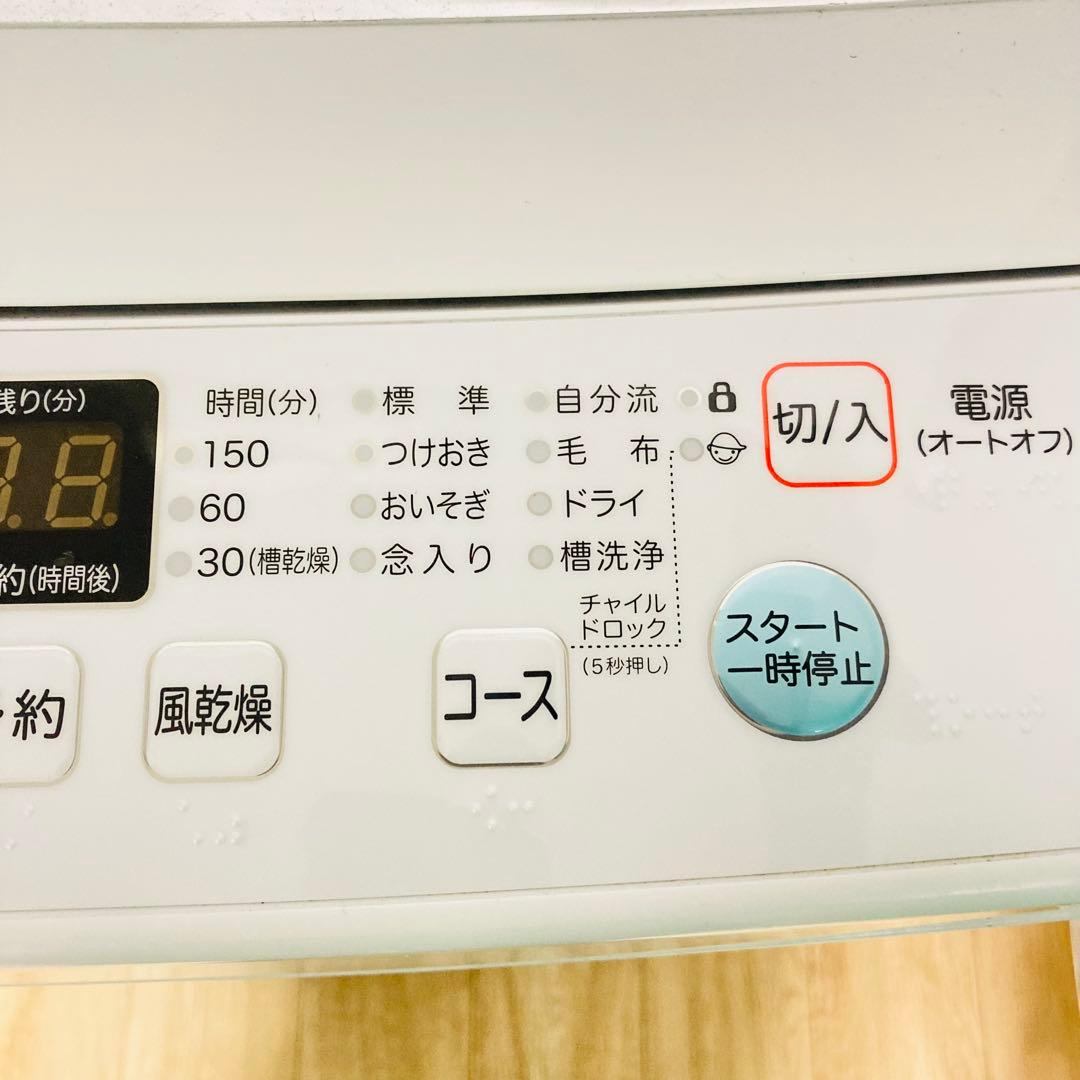 残り(分)
時間(分)
標準
自分流
切/入
電源
(オートオフ)
150
つけおき
毛布
60
おいそぎ
ドライ
30(槽乾燥)
念入り
槽洗浄
約(時間後)
チャイル
ドロック
(5秒押し)
スタート
一時停止
約
風乾燥
コース